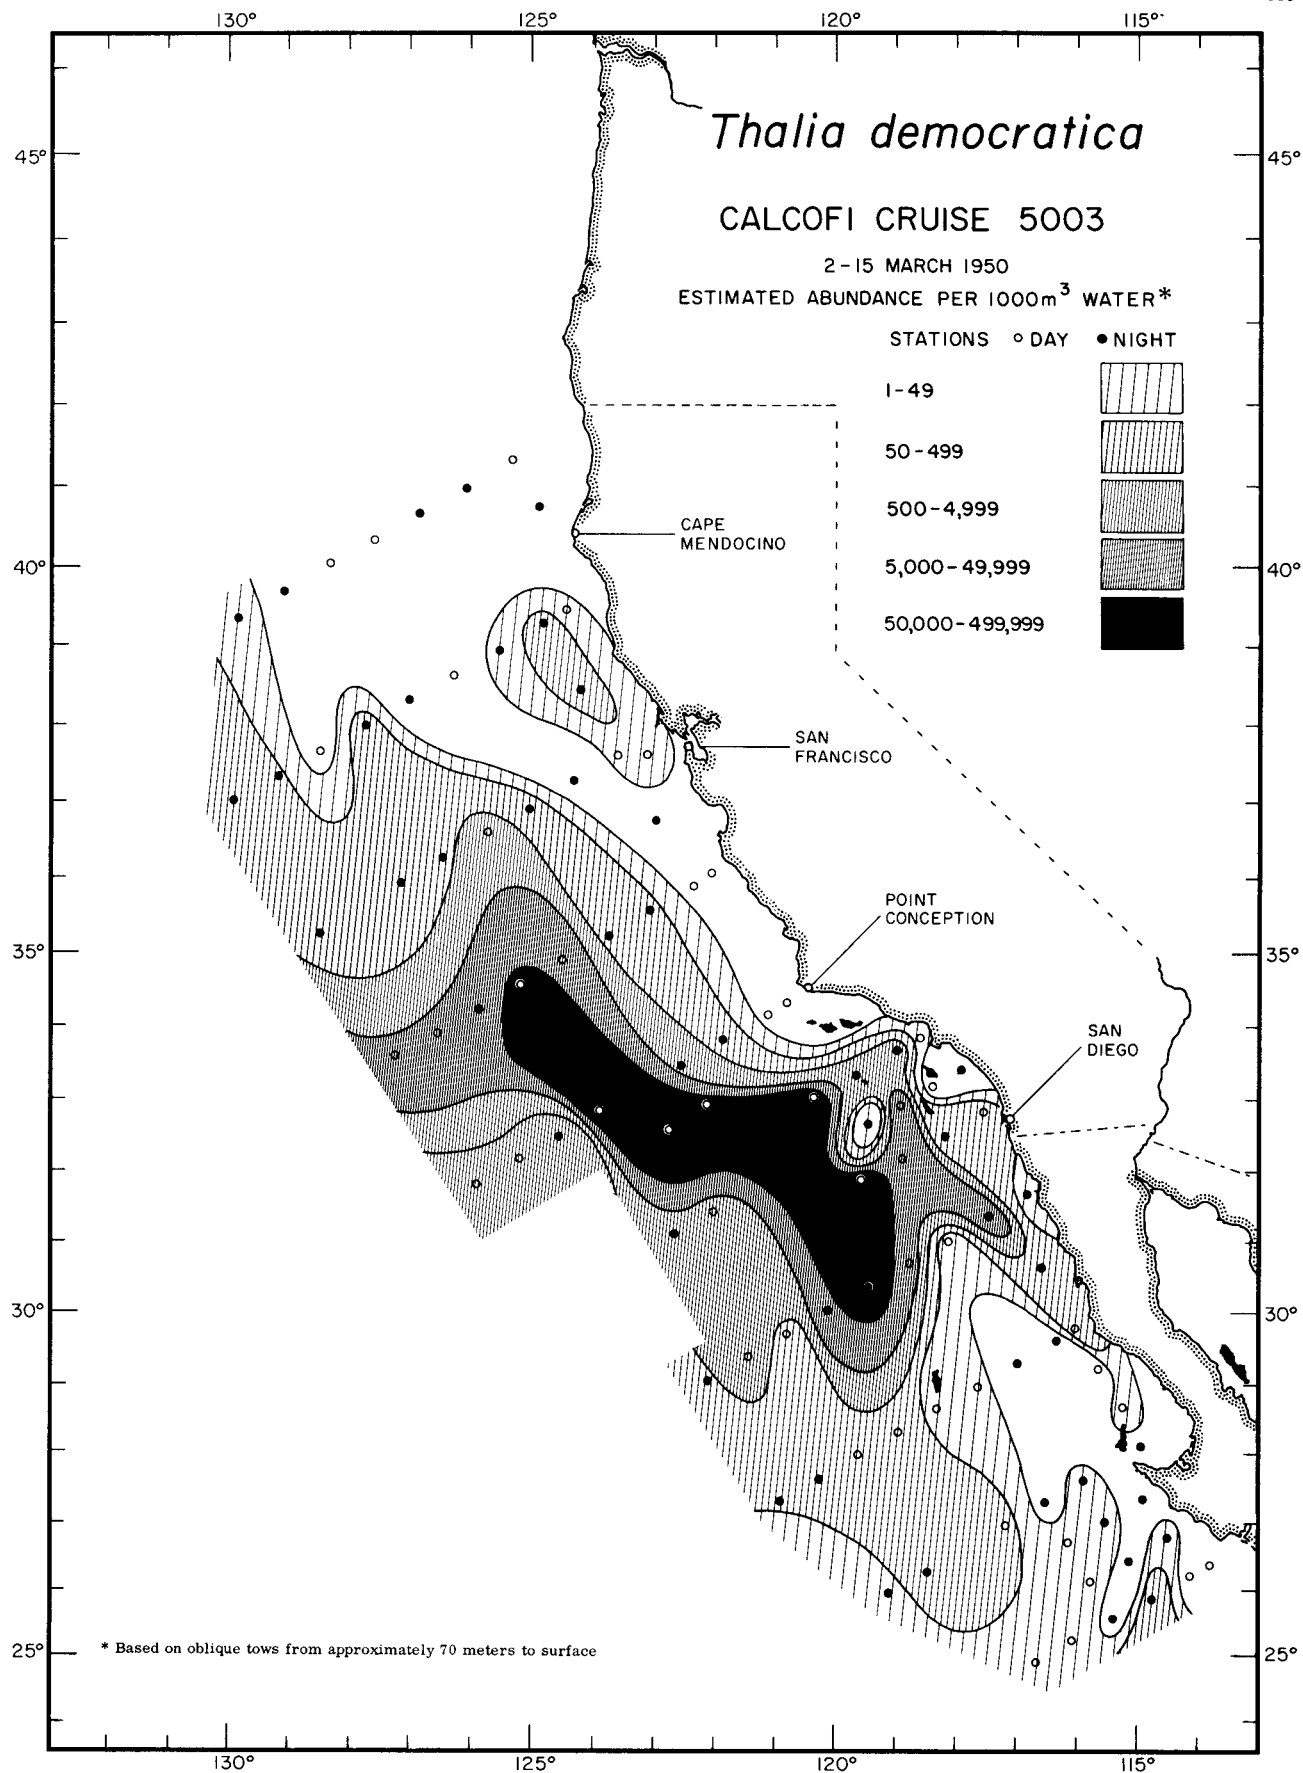 130° 125° 120° 115°
Thalia democratica
45° 45°
CALCOFI CRUISE 5003
2-15 MARCH 1950
ESTIMATED ABUNDANCE PER 1000m³ WATER*
STATIONS ○ DAY ● NIGHT
1-49
50-499
500-4,999
CAPE
MENDOCINO
5,000-49,999
40° 40°
50,000-499,999
SAN
FRANCISCO
POINT
CONCEPTION
35° 35°
SAN
DIEGO
30° 30°
* Based on oblique tows from approximately 70 meters to surface
25° 25°
130° 125° 120° 115°